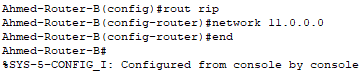 Ahmed-Router-B(config)#rout rip
Ahmed-Router-B(config-router)#network 11.0.0.0
Ahmed-Router-B(config-router)#end
Ahmed-Router-B#
%SYS-5-CONFIG_I: Configured from console by console